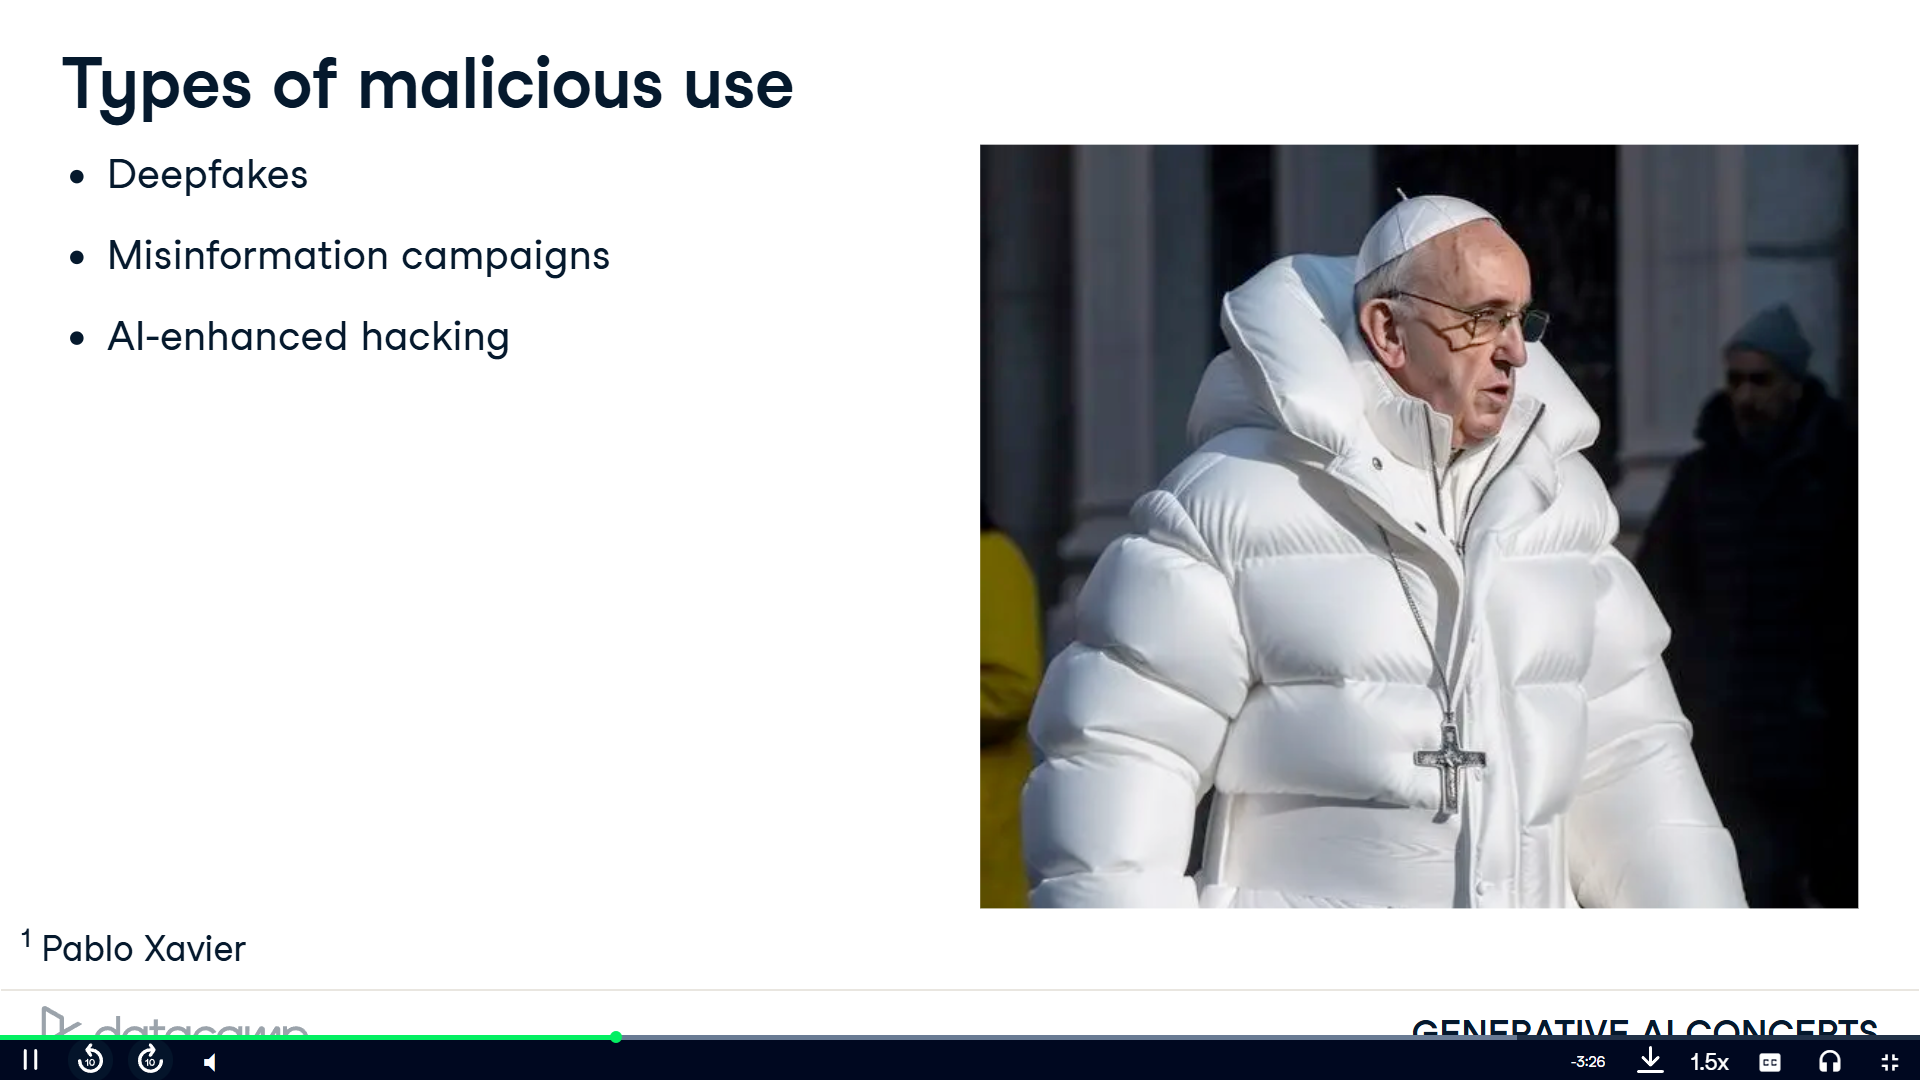 Types of malicious use
• Deepfakes
• Misinformation campaigns
• AI-enhanced hacking
1 Pablo Xavier
datacamp
GENERATIVE AI CONCEPTS
10
10
-3:26
1.5x
CC